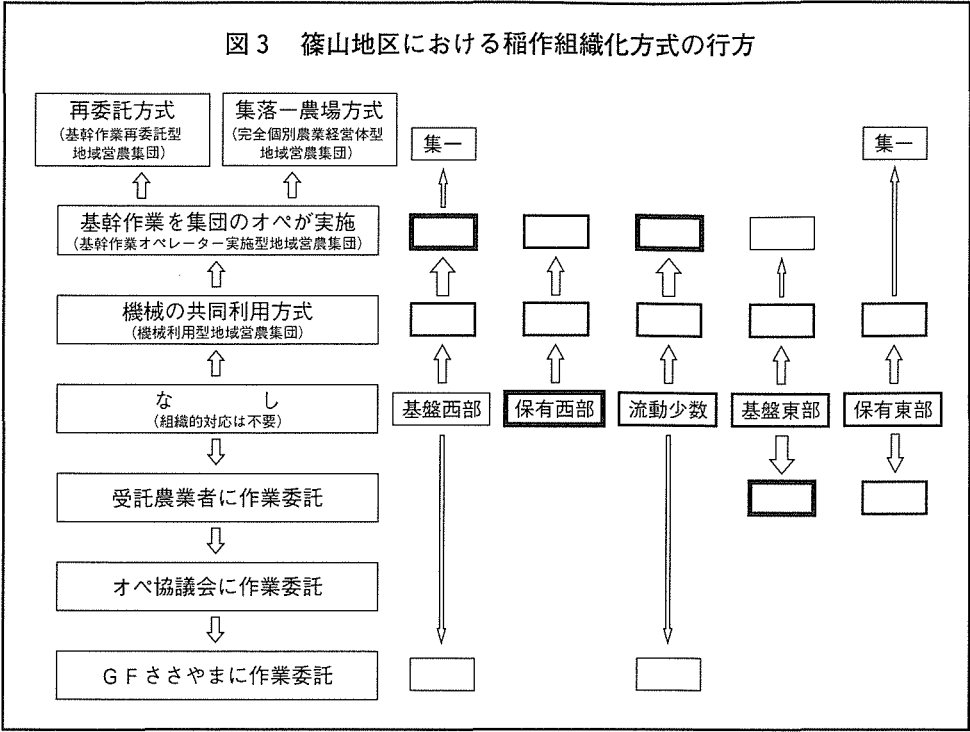 図3 篠山地区における稲作組織化方式の行方
再委託方式
(基幹作業再委託型
地域営農集団)
集落一農場方式
(完全個別農業経営体型
地域営農集団)
集一
集一
基幹作業を集団のオペが実施
(基幹作業オペレーター実施型地域営農集団)
機械の共同利用方式
(機械利用型地域営農集団)
な し
(組織的対応は不要)
基盤西部
保有西部
流動少数
基盤東部
保有東部
受託農業者に作業委託
オペ協議会に作業委託
GFささやまに作業委託